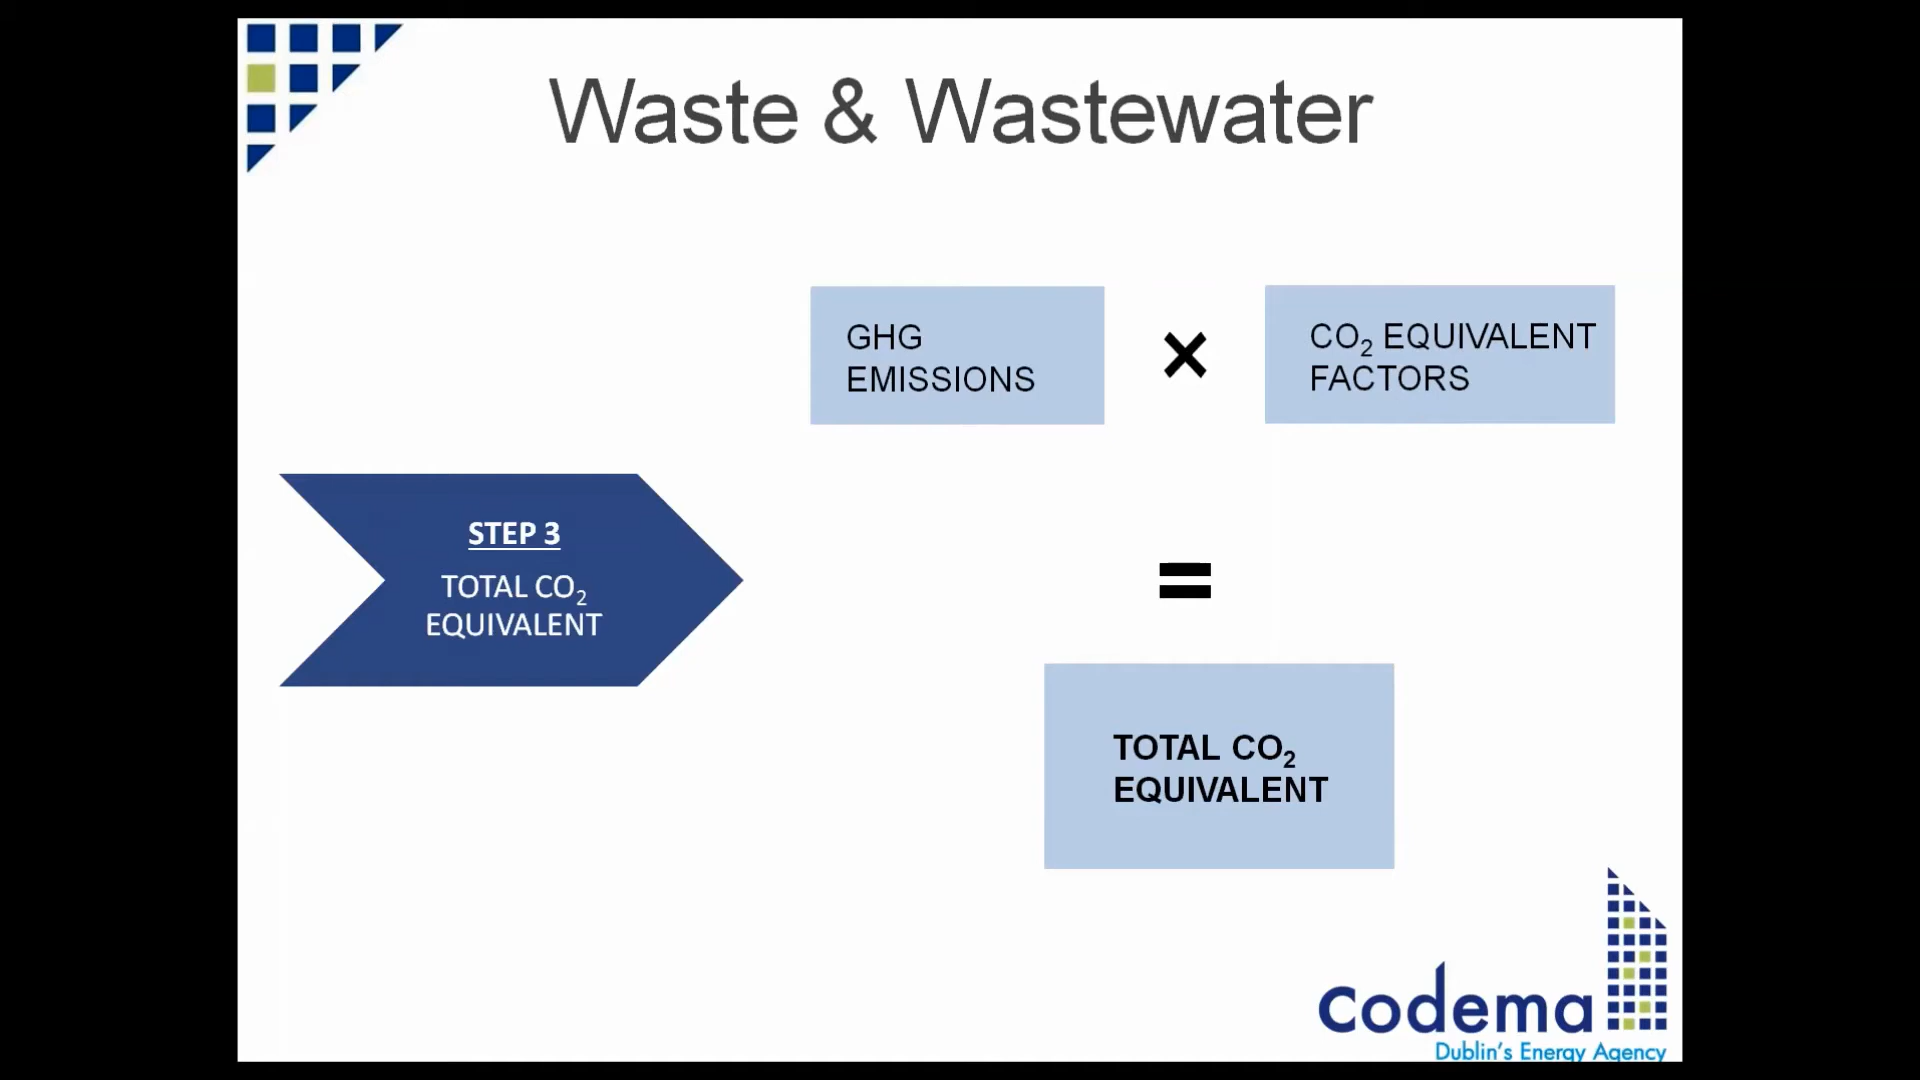 Waste & Wastewater
GHG
EMISSIONS
×
CO₂ EQUIVALENT
FACTORS
STEP 3
TOTAL CO₂
EQUIVALENT
=
TOTAL CO₂
EQUIVALENT
codema
Dublin's Energy Agency